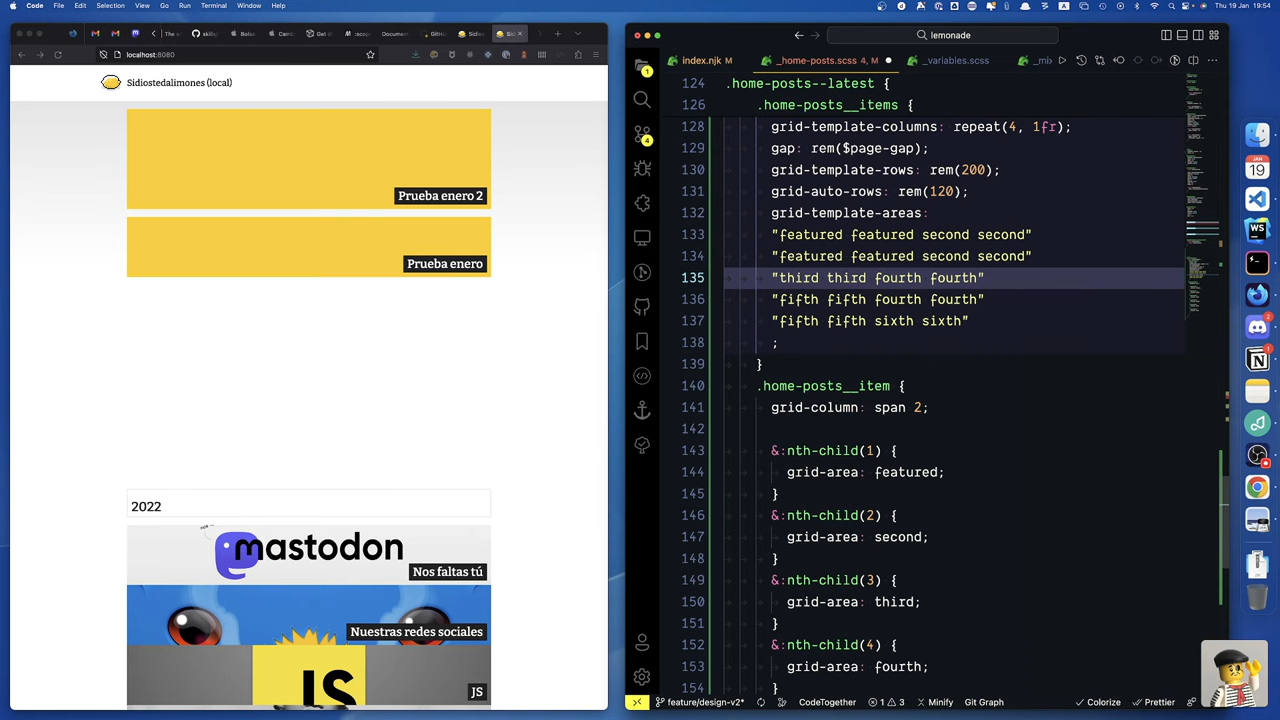 Code File Edit Selection View Go Run Terminal Window Help
Thu 19 Jan 19:54
localhost:8080
Sidiostedalimones (local)
Prueba enero 2
Prueba enero
2022
mastodon
Nos faltas tú
Nuestras redes sociales
JS
JS
lemonade
index.njk M
_home-posts.scss 4, M
_variables.scss
124 .home-posts--latest {
126 .home-posts__items {
128 grid-template-columns: repeat(4, 1fr);
129 gap: rem($page-gap);
130 grid-template-rows: rem(200);
131 grid-auto-rows: rem(120);
132 grid-template-areas:
133 "featured featured second second"
134 "featured featured second second"
135 "third third fourth fourth"
136 "fifth fifth fourth fourth"
137 "fifth fifth sixth sixth"
138 ;
139 }
140 .home-posts__item {
141 grid-column: span 2;
142
143 &:nth-child(1) {
144 grid-area: featured;
145 }
146 &:nth-child(2) {
147 grid-area: second;
148 }
149 &:nth-child(3) {
150 grid-area: third;
151 }
152 &:nth-child(4) {
153 grid-area: fourth;
154 }
feature/design-v2* 1 3 CodeTogether Minify Git Graph Colorize Prettier
JAN
19
WS